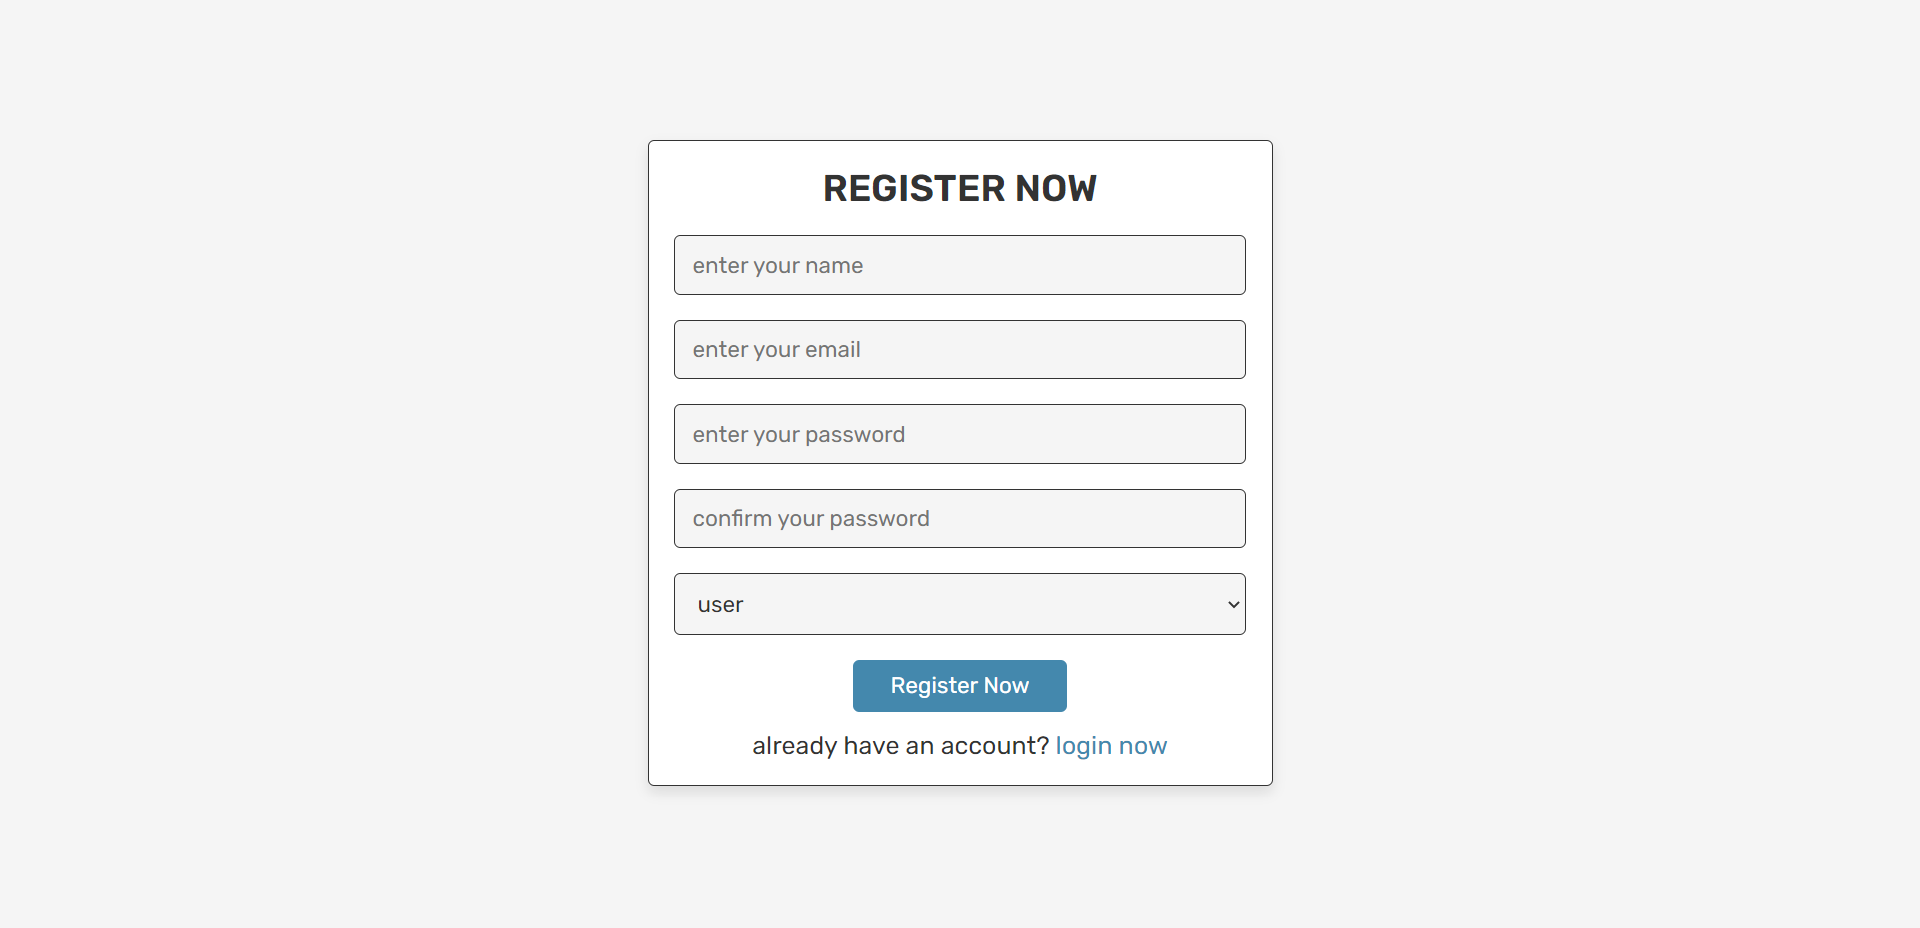 REGISTER NOW
enter your name
enter your email
enter your password
confirm your password
user
Register Now
already have an account? login now